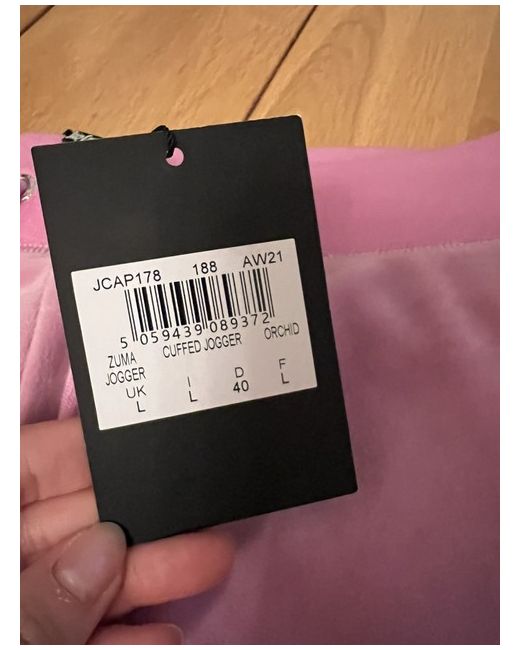 JCAP178 188 AW21
5 059439 089372
ZUMA JOGGER CUFFED JOGGER ORCHID
UK I D F
L L 40 L